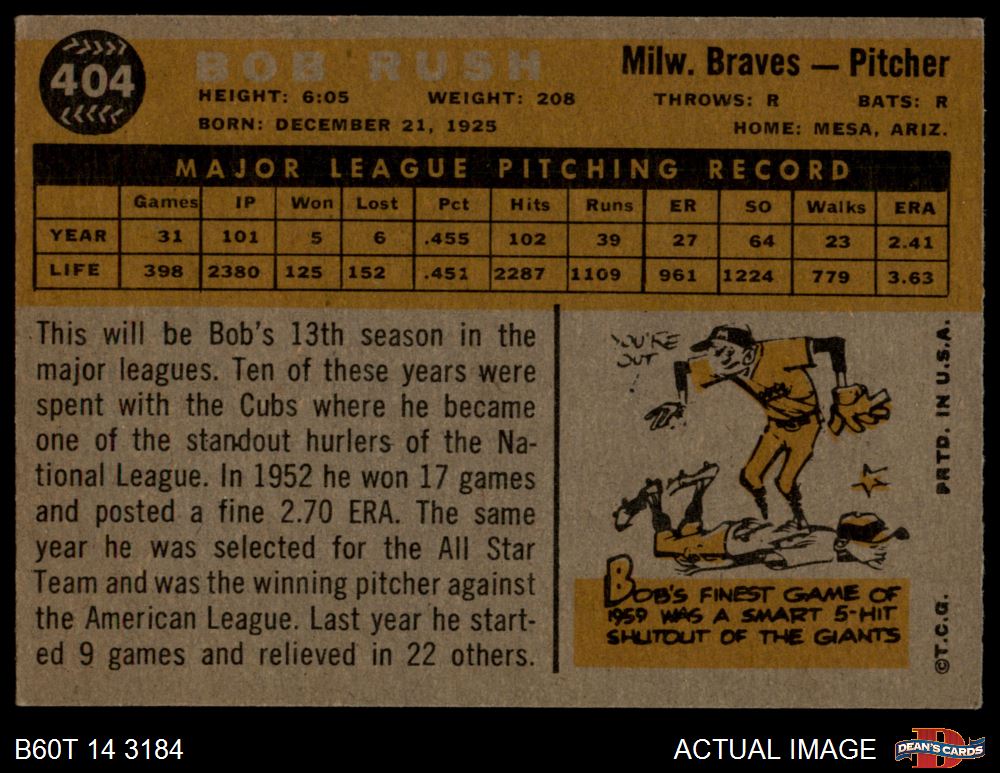 404
BOB RUSH
Milw. Braves — Pitcher
HEIGHT: 6:05 WEIGHT: 208 THROWS: R BATS: R
BORN: DECEMBER 21, 1925 HOME: MESA, ARIZ.
MAJOR LEAGUE PITCHING RECORD
Games IP Won Lost Pct Hits Runs ER SO Walks ERA
YEAR 31 101 5 6 .455 102 39 27 64 23 2.41
LIFE 398 2380 125 152 .451 2287 1109 961 1224 779 3.63
This will be Bob's 13th season in the
major leagues. Ten of these years were
spent with the Cubs where he became
one of the standout hurlers of the Na-
tional League. In 1952 he won 17 games
and posted a fine 2.70 ERA. The same
year he was selected for the All Star
Team and was the winning pitcher against
the American League. Last year he start-
ed 9 games and relieved in 22 others.
YOU'RE
OUT
BOB'S FINEST GAME OF
1959 WAS A SMART 5-HIT
SHUTOUT OF THE GIANTS
©T.C.G. PRTD. IN U.S.A.
B60T 14 3184
ACTUAL IMAGE
D
DEAN'S CARDS